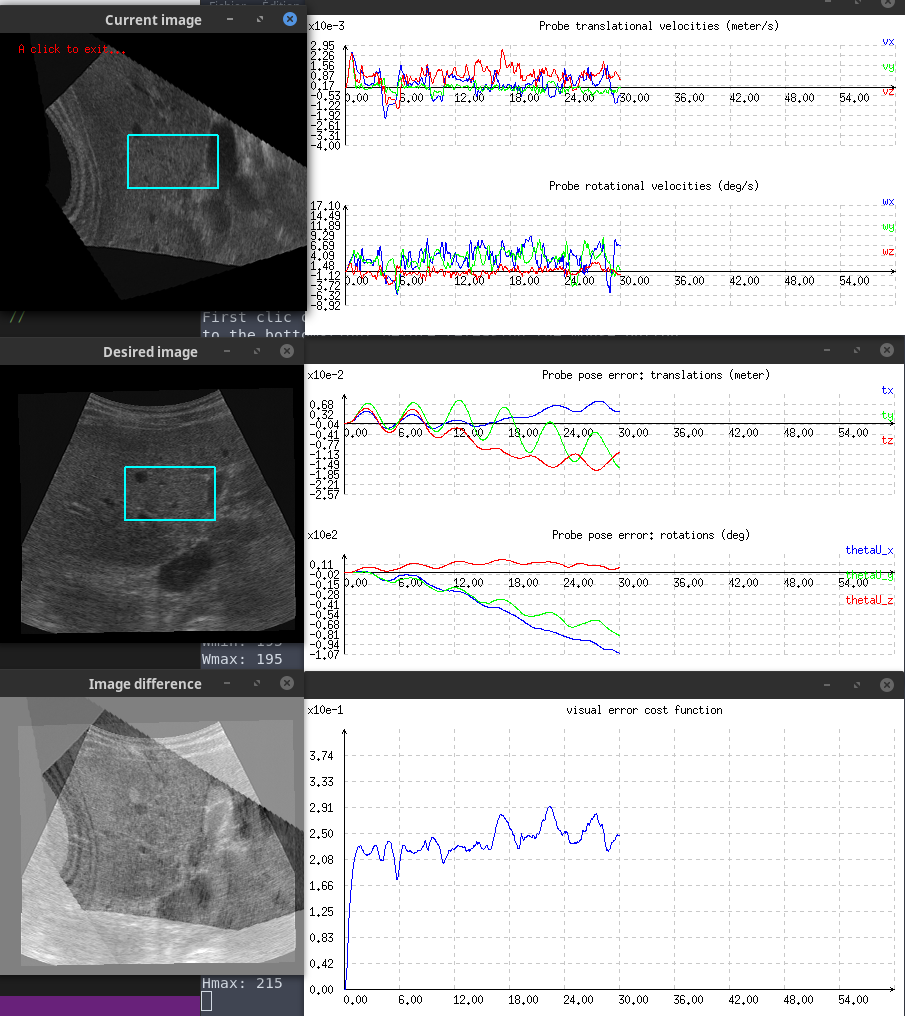 Current image
A click to exit...
First clic
to the bott
//
Desired image
Wmax: 195
Image difference
Hmax: 215
Probe translational velocities (meter/s)
x10e-3
vx
vy
vz
2.95
2.26
1.56
0.87
0.17
-0.53
-1.22
-1.92
-2.61
-3.31
-4.00
0.00 6.00 12.00 18.00 24.00 30.00 36.00 42.00 48.00 54.00
Probe rotational velocities (deg/s)
wx
wy
wz
17.10
14.49
11.89
9.29
6.69
4.09
1.48
-1.12
-3.72
-6.32
-8.92
0.00 6.00 12.00 18.00 24.00 30.00 36.00 42.00 48.00 54.00
Probe pose error: translations (meter)
x10e-2
tx
ty
tz
0.68
0.32
-0.04
-0.41
-0.77
-1.13
-1.49
-1.85
-2.21
-2.57
0.00 6.00 12.00 18.00 24.00 30.00 36.00 42.00 48.00 54.00
Probe pose error: rotations (deg)
x10e2
thetaU_x
thetaU_y
thetaU_z
0.11
-0.02
-0.15
-0.28
-0.41
-0.54
-0.68
-0.81
-0.94
-1.07
0.00 6.00 12.00 18.00 24.00 30.00 36.00 42.00 48.00 54.00
visual error cost function
x10e-1
3.74
3.33
2.91
2.50
2.08
1.66
1.25
0.83
0.42
0.00
0.00 6.00 12.00 18.00 24.00 30.00 36.00 42.00 48.00 54.00